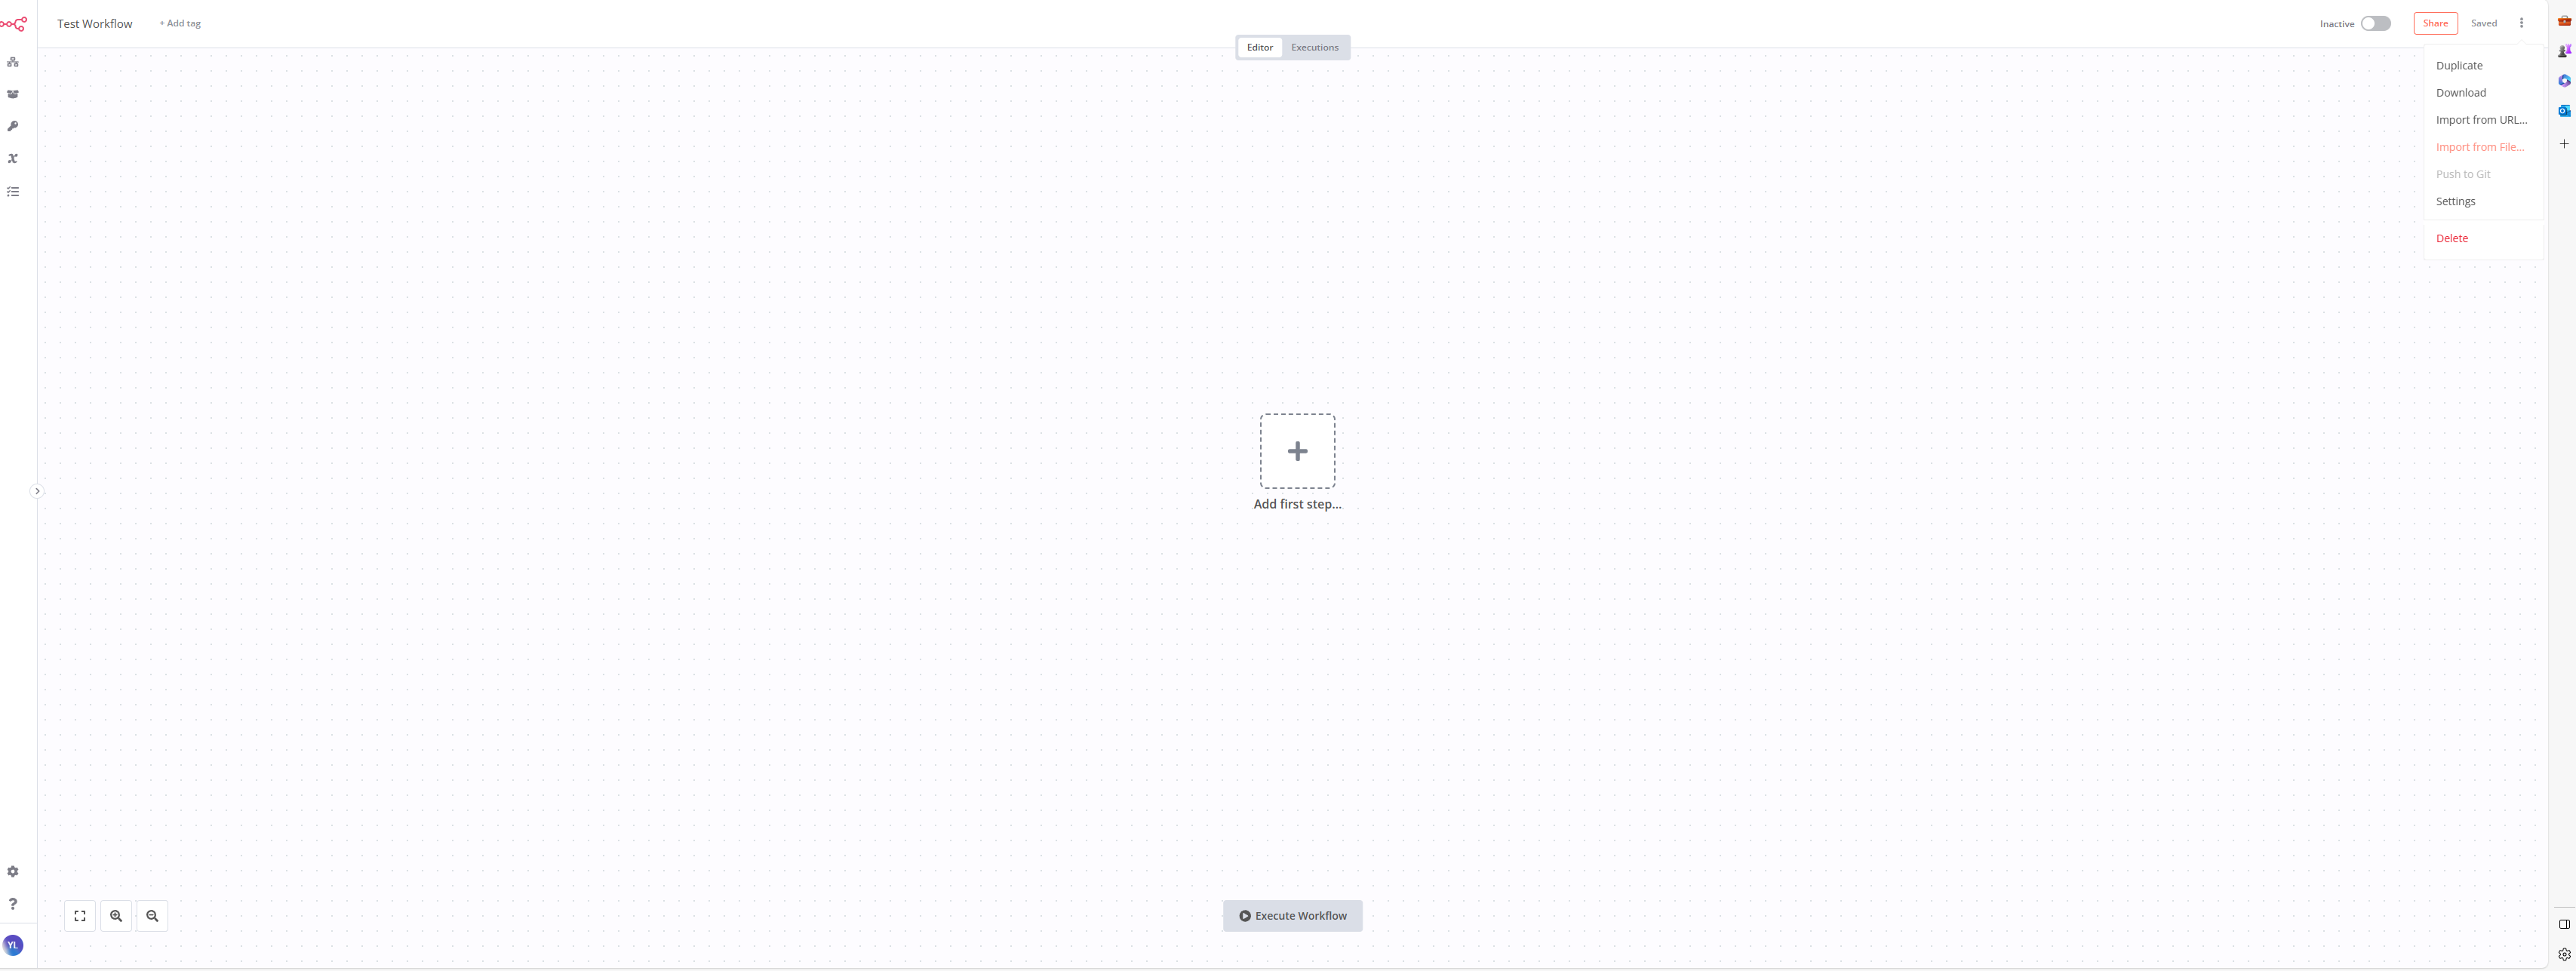 Test Workflow
+ Add tag
Inactive
Share
Saved
Editor
Executions
Duplicate
Download
Import from URL...
Import from File...
Push to Git
Settings
Delete
Add first step...
Execute Workflow
YL